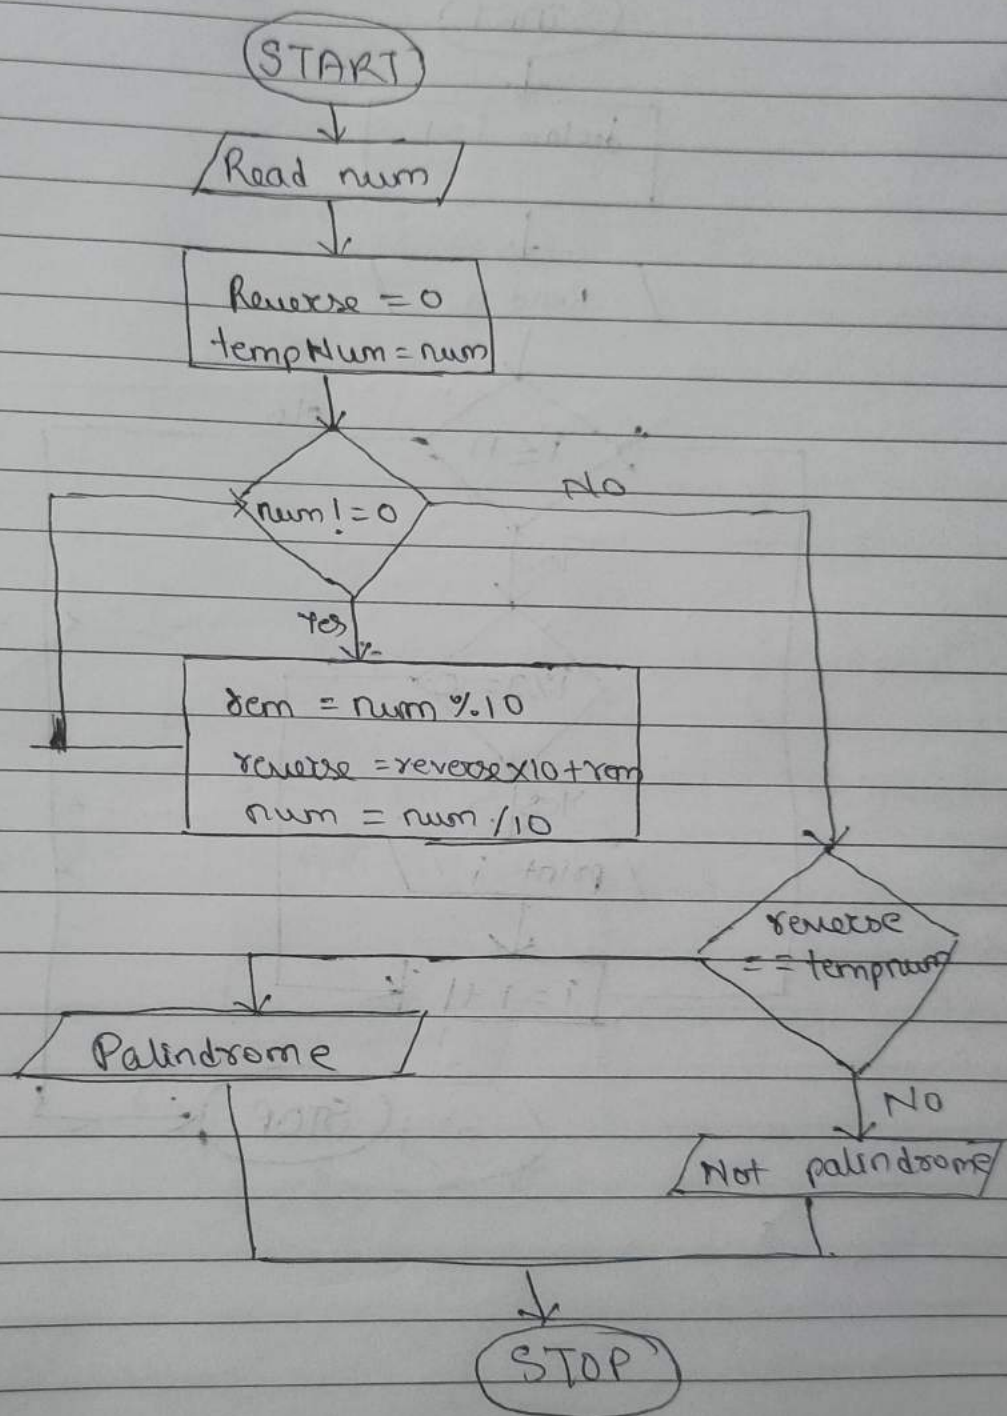 START
Read num
Reverse = 0
tempNum = num
num! = 0
NO
Yes
rem = num % 10
reverse = reverse × 10 + rem
num = num / 10
reverse
== tempnum
Palindrome
NO
Not palindrome
STOP